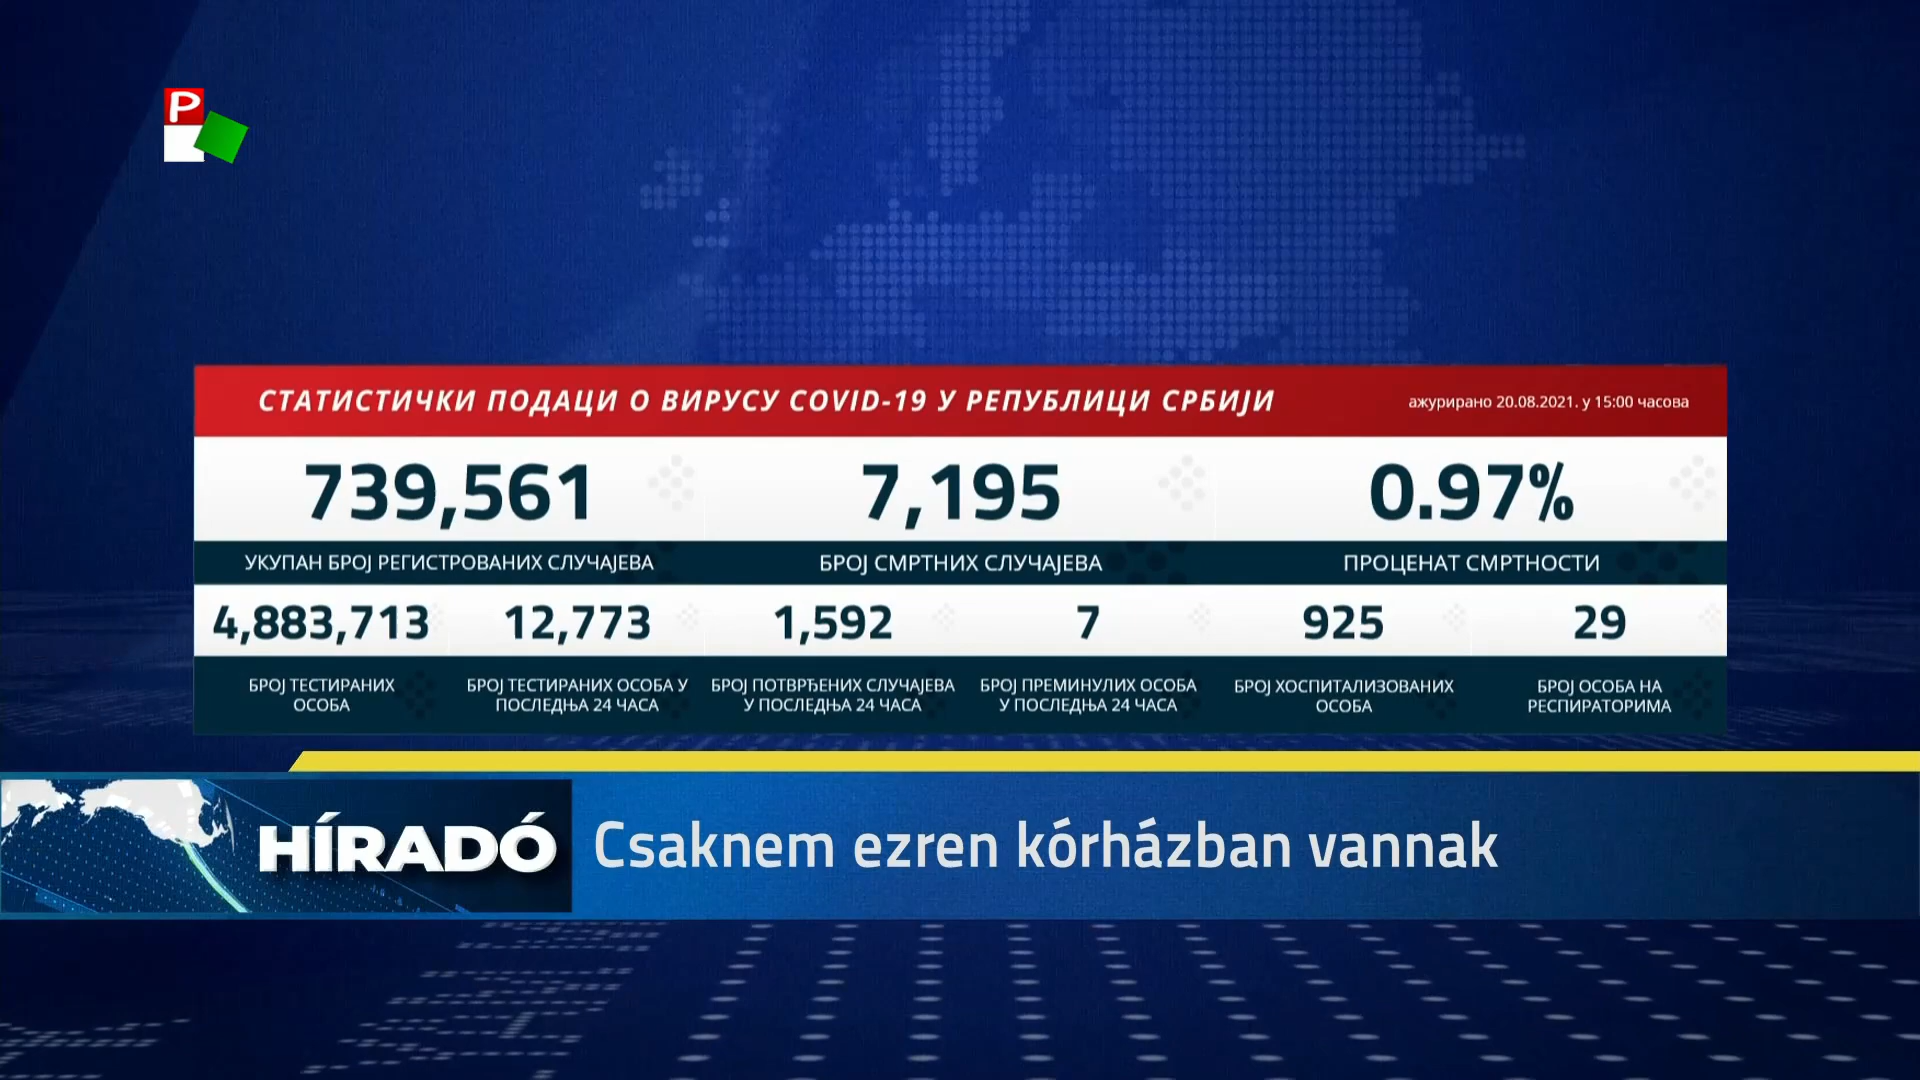 P
СТАТИСТИЧКИ ПОДАЦИ О ВИРУСУ COVID-19 У РЕПУБЛИЦИ СРБИЈИ
ажурирано 20.08.2021. у 15:00 часова
739,561
7,195
0.97%
УКУПАН БРОЈ РЕГИСТРОВАНИХ СЛУЧАЈЕВА
БРОЈ СМРТНИХ СЛУЧАЈЕВА
ПРОЦЕНАТ СМРТНОСТИ
4,883,713
12,773
1,592
7
925
29
БРОЈ ТЕСТИРАНИХ
ОСОБА
БРОЈ ТЕСТИРАНИХ ОСОБА У
ПОСЛЕДЊА 24 ЧАСА
БРОЈ ПОТВРЂЕНИХ СЛУЧАЈЕВА
У ПОСЛЕДЊА 24 ЧАСА
БРОЈ ПРЕМИНУЛИХ ОСОБА
У ПОСЛЕДЊА 24 ЧАСА
БРОЈ ХОСПИТАЛИЗОВАНИХ
ОСОБА
БРОЈ ОСОБА НА
РЕСПИРАТОРИМА
HÍRADÓ
Csaknem ezren kórházban vannak